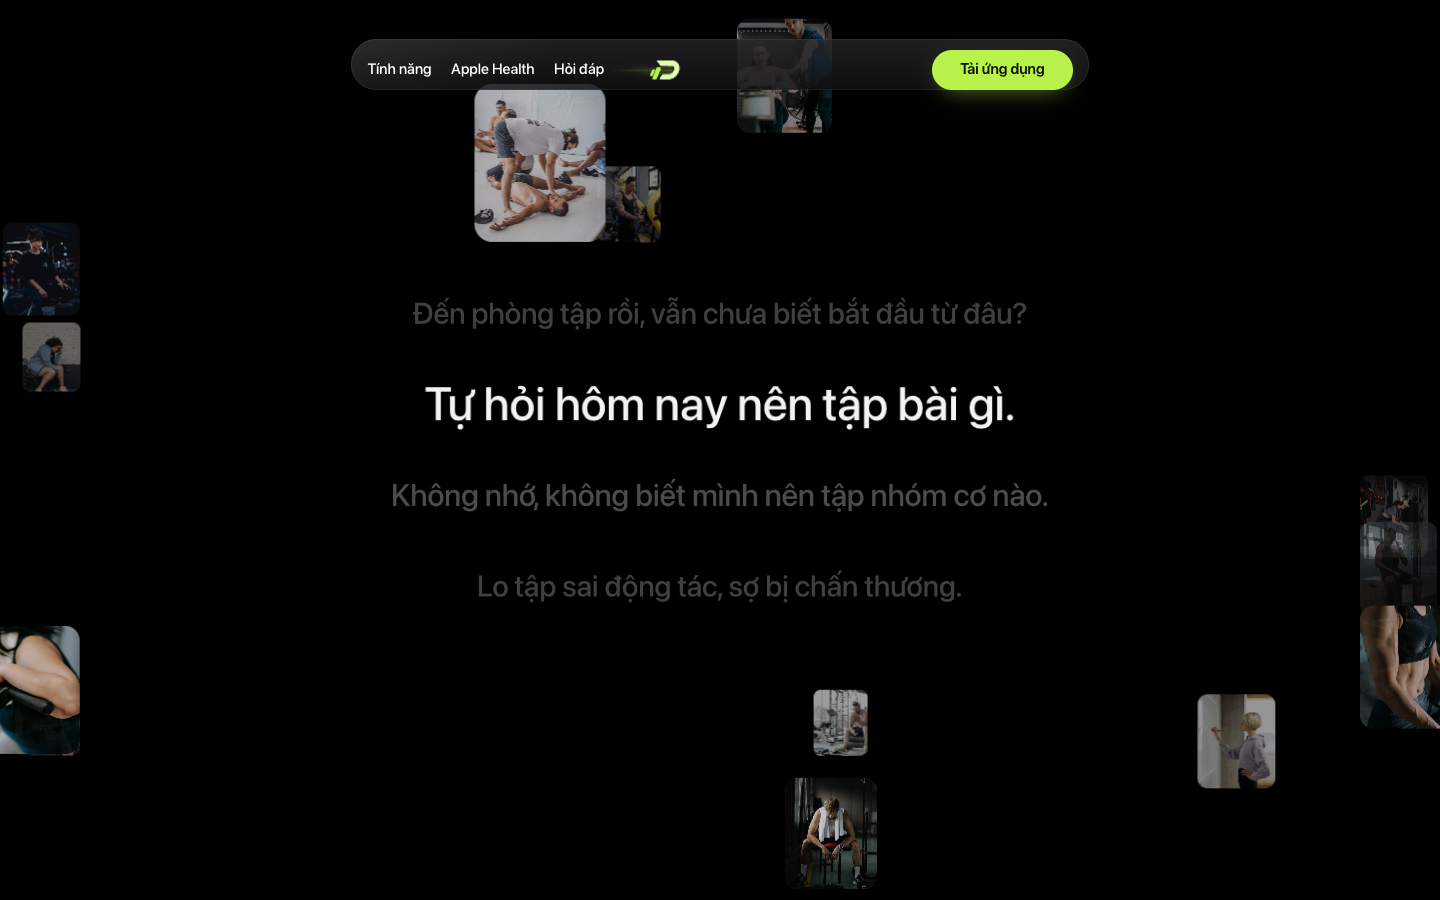 Tính năng
Apple Health
Hỏi đáp
Tải ứng dụng
Đến phòng tập rồi, vẫn chưa biết bắt đầu từ đâu?
Tự hỏi hôm nay nên tập bài gì.
Không nhớ, không biết mình nên tập nhóm cơ nào.
Lo tập sai động tác, sợ bị chấn thương.